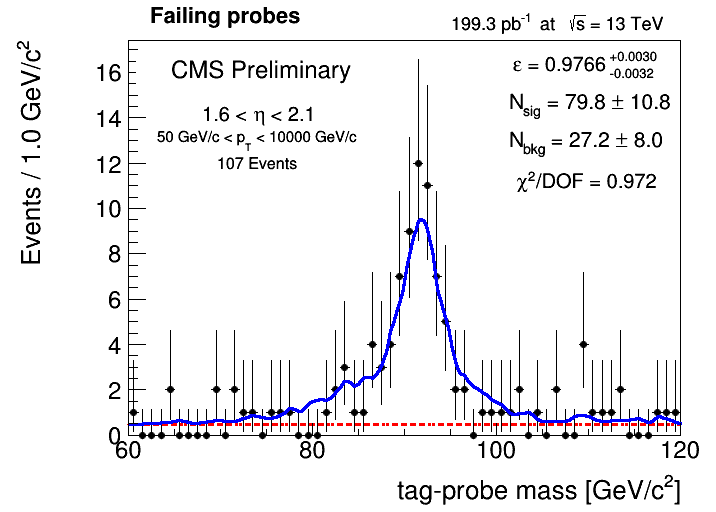 Failing probes
199.3 pb⁻¹ at √s = 13 TeV
CMS Preliminary
1.6 < η < 2.1
50 GeV/c < p_T < 10000 GeV/c
107 Events
ε = 0.9766 +0.0030 -0.0032
N_sig = 79.8 ± 10.8
N_bkg = 27.2 ± 8.0
χ²/DOF = 0.972
Events / 1.0 GeV/c²
16
14
12
10
8
6
4
2
0
60 80 100 120
tag-probe mass [GeV/c²]